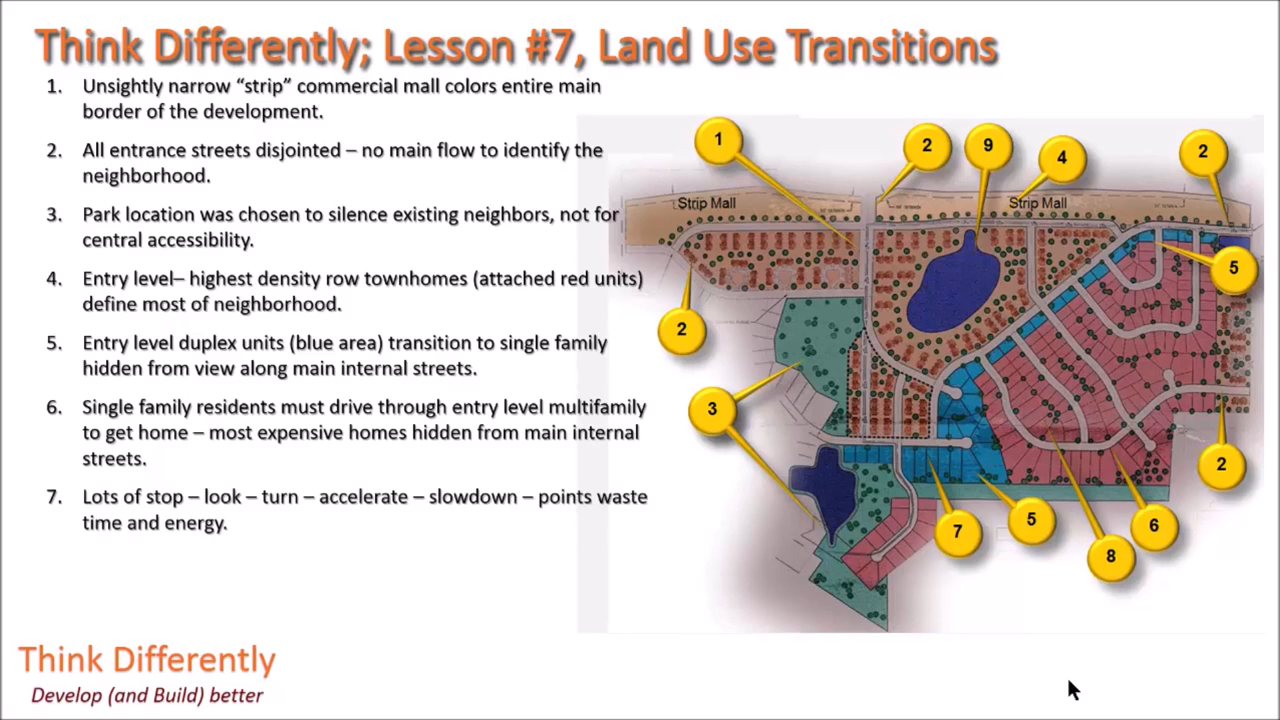 Think Differently; Lesson #7, Land Use Transitions
1. Unsightly narrow “strip” commercial mall colors entire main
border of the development.
2. All entrance streets disjointed – no main flow to identify the
neighborhood.
3. Park location was chosen to silence existing neighbors, not for
central accessibility.
4. Entry level– highest density row townhomes (attached red units)
define most of neighborhood.
5. Entry level duplex units (blue area) transition to single family
hidden from view along main internal streets.
6. Single family residents must drive through entry level multifamily
to get home – most expensive homes hidden from main internal
streets.
7. Lots of stop – look – turn – accelerate – slowdown – points waste
time and energy.
1
2
9
4
2
Strip Mall
Strip Mall
5
2
3
2
7
5
6
8
Think Differently
Develop (and Build) better